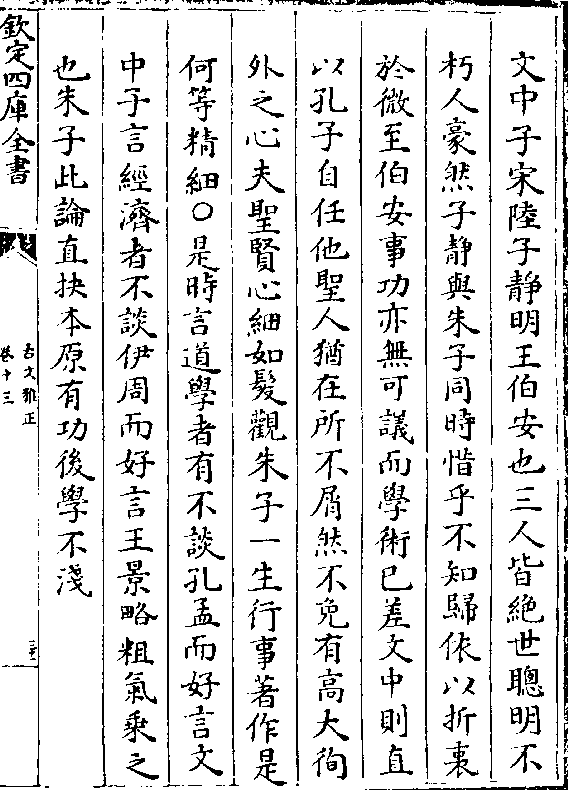 文中子宋陸子靜明王伯安也三人皆絶世聰明不
朽人豪然子靜與朱子同時惜乎不知歸依以折衷
於微至伯安事功亦無可議而學術已差文中則直
以孔子自任他聖人猶在所不屑然不免有高大徇
外之心夫聖賢心細如髮觀朱子一生行事著作是
何等精細○是時言道學者有不談孔孟而好言文
中子言經濟者不談伊周而好言王景略粗氣乘之
也朱子此論直抉本原有功後學不淺
欽定四庫全書
古文雅正
卷十三